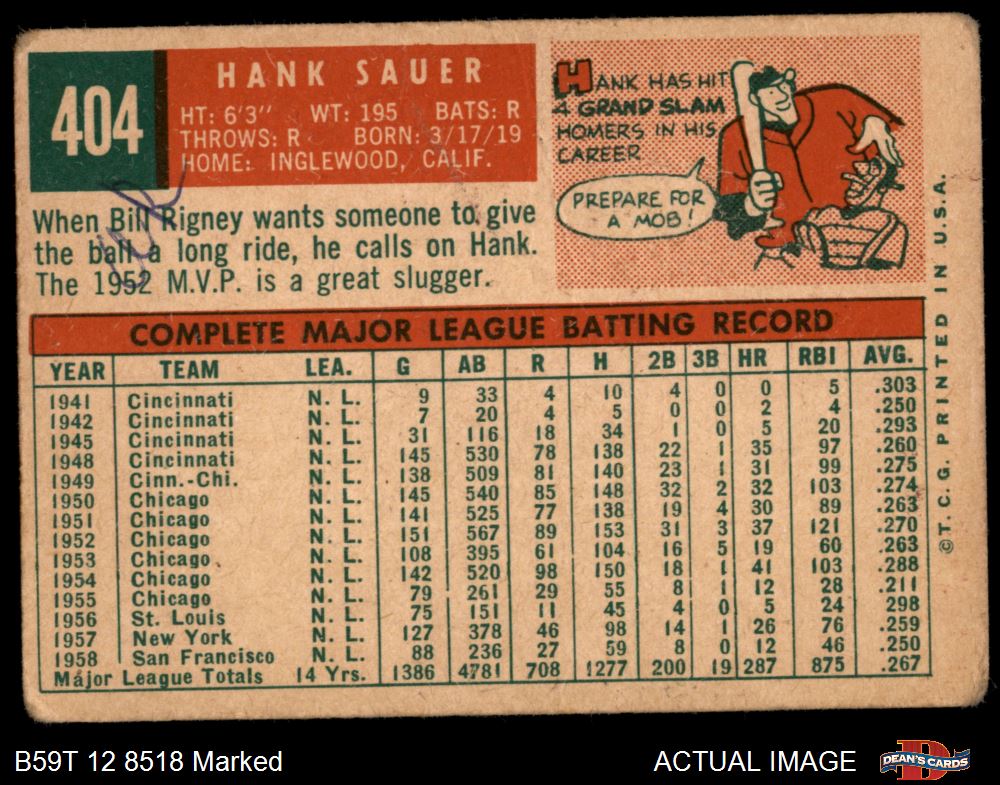 404
HANK SAUER
HT: 6'3" WT: 195 BATS: R
THROWS: R BORN: 3/17/19
HOME: INGLEWOOD, CALIF.
When Bill Rigney wants someone to give
the ball a long ride, he calls on Hank.
The 1952 M.V.P. is a great slugger.
HANK HAS HIT
4 GRAND SLAM
HOMERS IN HIS
CAREER
PREPARE FOR
A MOB!
COMPLETE MAJOR LEAGUE BATTING RECORD
YEAR TEAM LEA. G AB R H 2B 3B HR RBI AVG.
1941 Cincinnati N. L. 9 33 4 10 4 0 0 5 .303
1942 Cincinnati N. L. 7 20 4 5 0 0 2 4 .250
1945 Cincinnati N. L. 31 116 18 34 1 0 5 20 .293
1948 Cincinnati N. L. 145 530 78 138 22 1 35 97 .260
1949 Cinn.-Chi. N. L. 138 509 81 140 23 1 31 99 .275
1950 Chicago N. L. 145 540 85 148 32 2 32 103 .274
1951 Chicago N. L. 141 525 77 138 19 4 30 89 .263
1952 Chicago N. L. 151 567 89 153 31 3 37 121 .270
1953 Chicago N. L. 108 395 61 104 16 5 19 60 .263
1954 Chicago N. L. 142 520 98 150 18 1 41 103 .288
1955 Chicago N. L. 79 261 29 55 8 1 12 28 .211
1956 St. Louis N. L. 75 151 11 45 4 0 5 24 .298
1957 New York N. L. 127 378 46 98 14 1 26 76 .259
1958 San Francisco N. L. 88 236 27 59 8 0 12 46 .250
Major League Totals 14 Yrs. 1386 4781 708 1277 200 19 287 875 .267
©T.C.G. PRINTED IN U.S.A.
B59T 12 8518 Marked
ACTUAL IMAGE
DEAN'S CARDS